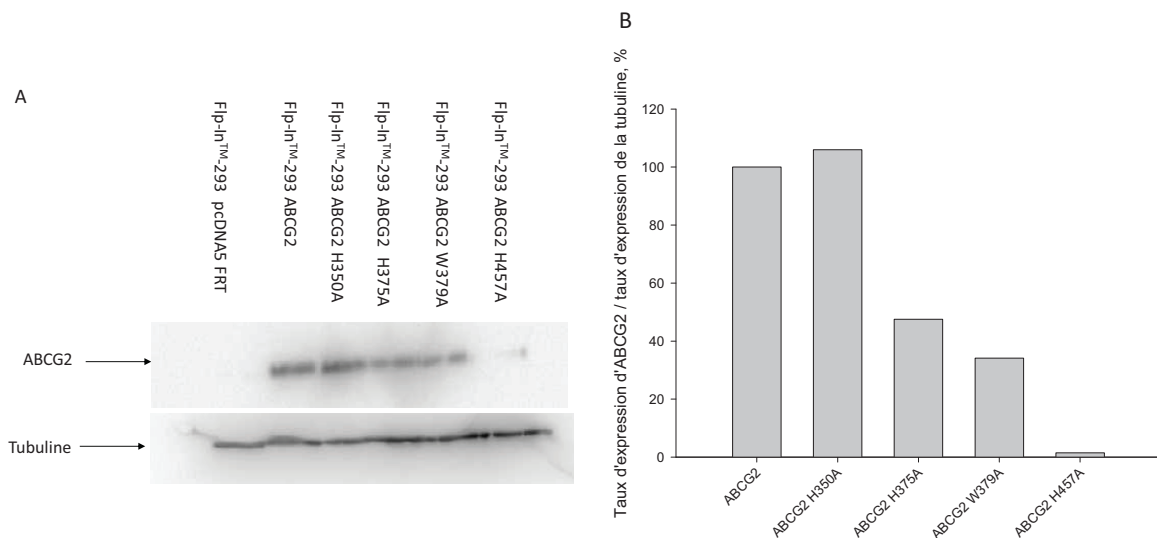 A
Flp-In™-293 pcDNA5 FRT
Flp-In™-293 ABCG2
Flp-In™-293 ABCG2 H350A
Flp-In™-293 ABCG2 H375A
Flp-In™-293 ABCG2 W379A
Flp-In™-293 ABCG2 H457A
ABCG2
Tubuline
B
Taux d'expression d'ABCG2 / taux d'expression de la tubuline, %
120
100
80
60
40
20
0
ABCG2
ABCG2 H350A
ABCG2 H375A
ABCG2 W379A
ABCG2 H457A